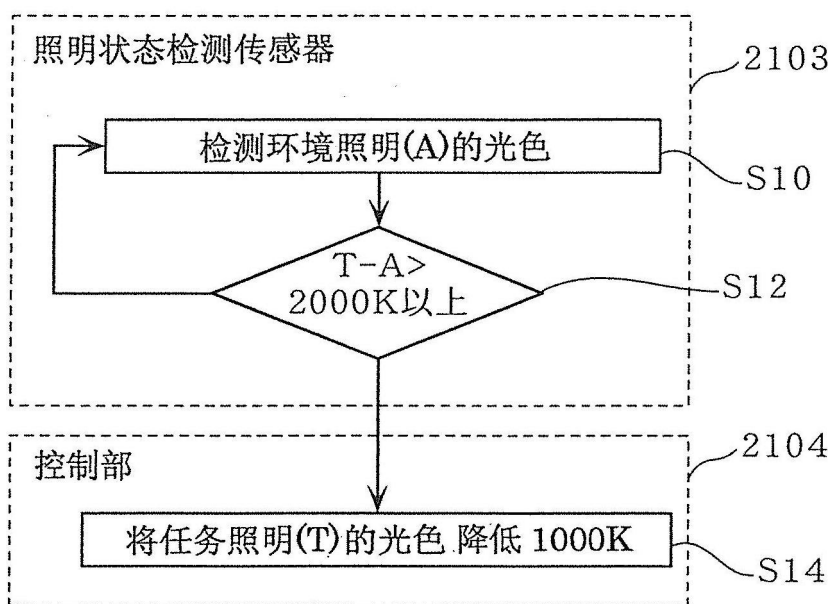 照明状态检测传感器
2103
检测环境照明(A)的光色
S10
T-A>
2000K以上
S12
2104
控制部
将任务照明(T)的光色 降低 1000K
S14